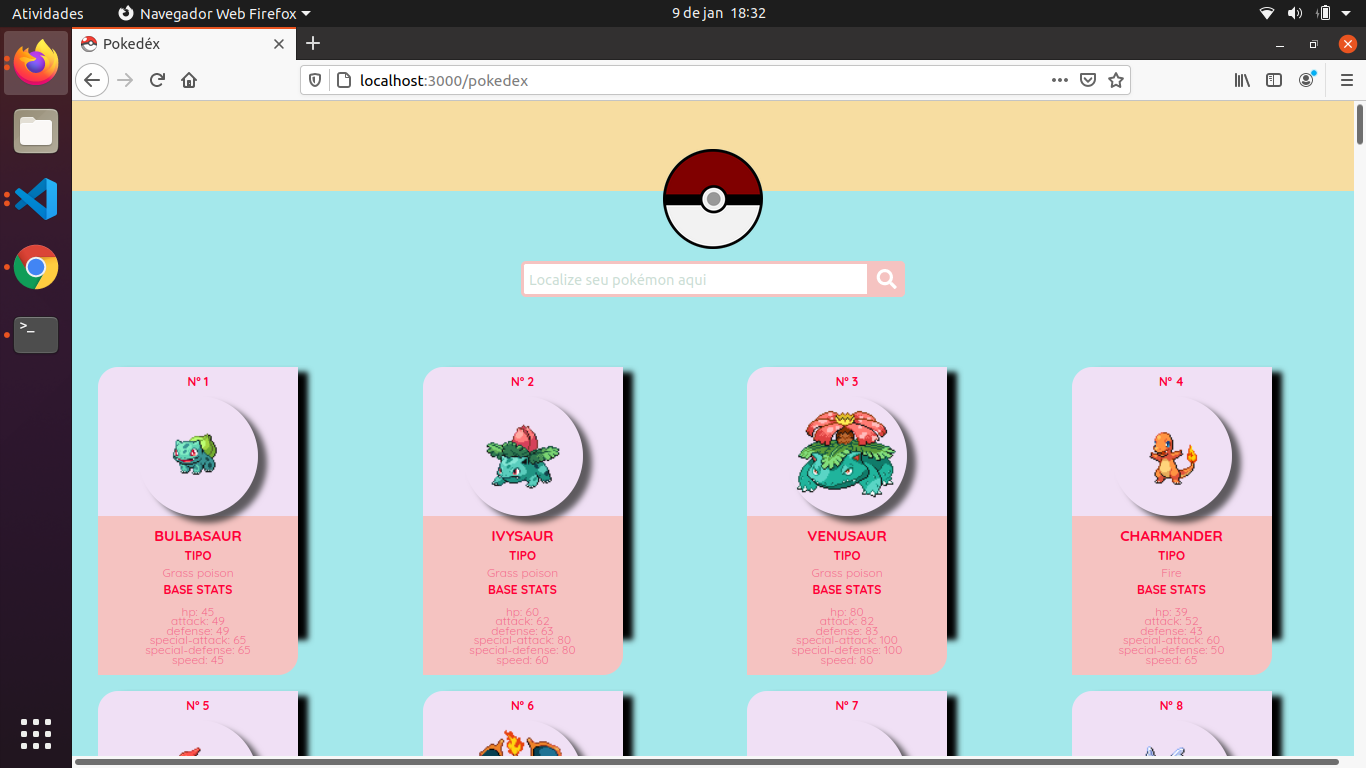 Atividades
Navegador Web Firefox
9 de jan 18:32
Pokedéx
localhost:3000/pokedex
>_
Localize seu pokémon aqui
Nº 1
BULBASAUR
TIPO
Grass poison
BASE STATS
hp: 45
attack: 49
defense: 49
special-attack: 65
special-defense: 65
speed: 45
Nº 2
IVYSAUR
TIPO
Grass poison
BASE STATS
hp: 60
attack: 62
defense: 63
special-attack: 80
special-defense: 80
speed: 60
Nº 3
VENUSAUR
TIPO
Grass poison
BASE STATS
hp: 80
attack: 82
defense: 83
special-attack: 100
special-defense: 100
speed: 80
Nº 4
CHARMANDER
TIPO
Fire
BASE STATS
hp: 39
attack: 52
defense: 43
special-attack: 60
special-defense: 50
speed: 65
Nº 5
Nº 6
Nº 7
Nº 8